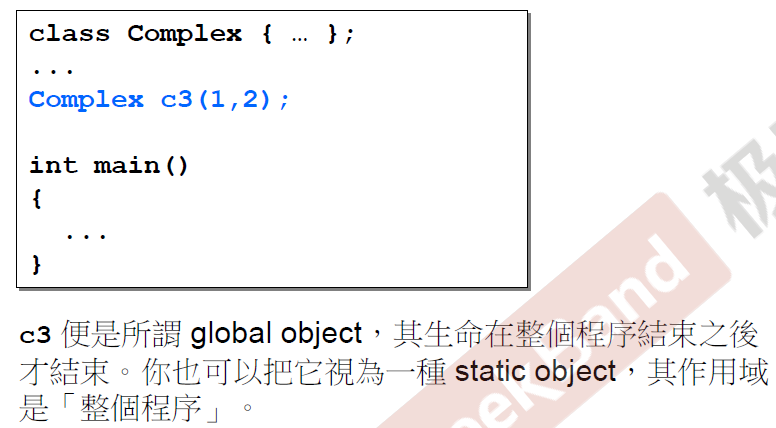 class Complex { … };
...
Complex c3(1,2);
int main()
{
...
}
c3 便是所謂 global object，其生命在整個程序結束之後
才結束。你也可以把它視為一種 static object，其作用域
是「整個程序」。
极
GeekBand